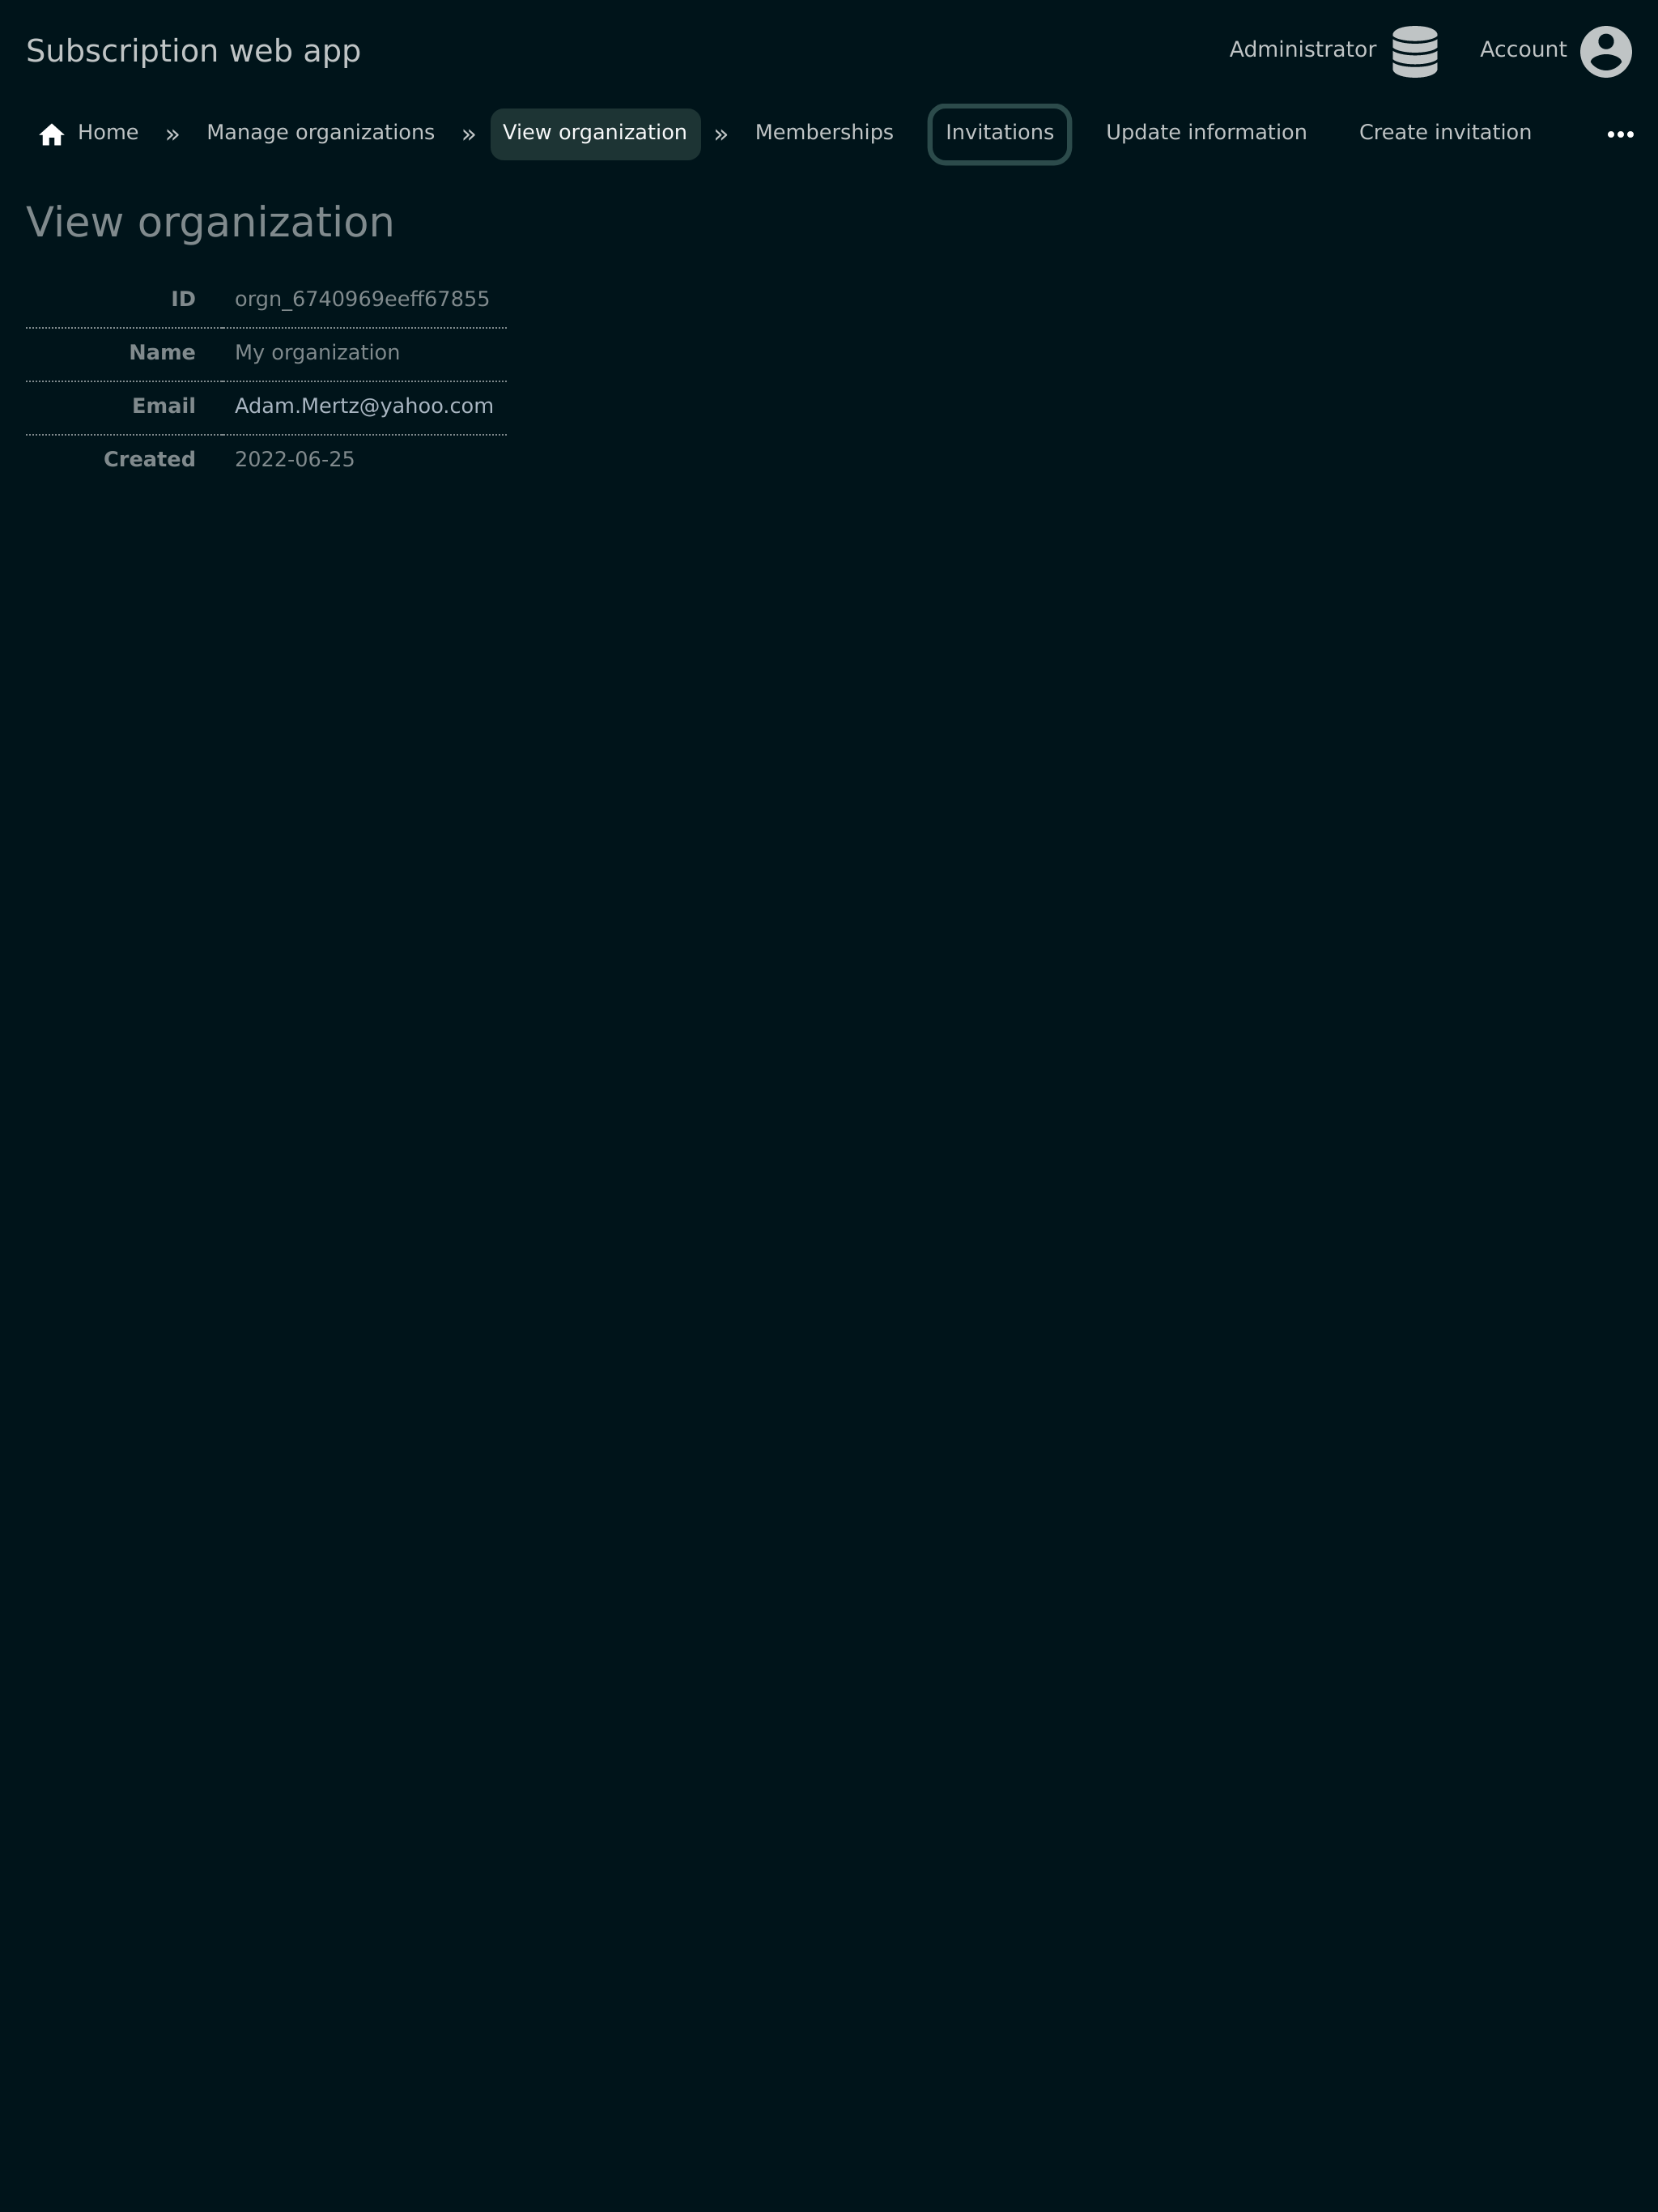 Subscription web app Administrator Account
Home » Manage organizations » View organization » Memberships Invitations Update information Create invitation •••
View organization
ID orgn_6740969eeff67855
Name My organization
Email Adam.Mertz@yahoo.com
Created 2022-06-25